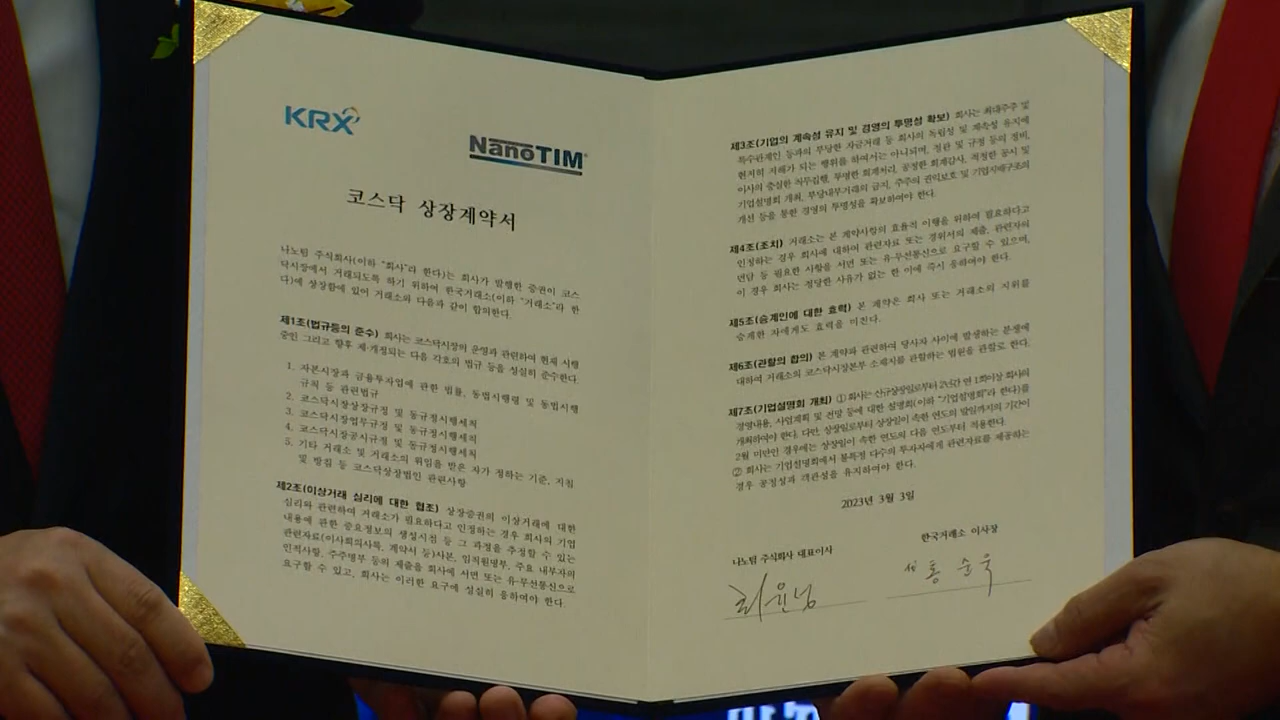 KRX
NanoTIM
코스닥 상장계약서
나노팀 주식회사(이하 "회사"라 한다)는 회사가 발행한 증권이 코스
닥시장에서 거래되도록 하기 위하여 한국거래소(이하 "거래소"라 한
다)에 상장함에 있어 거래소와 다음과 같이 합의한다.
제1조(법규등의 준수) 회사는 코스닥시장의 운영과 관련하여 현재 시행
중인 그리고 향후 제·개정되는 다음 각호의 법규 등을 성실히 준수한다.
1. 자본시장과 금융투자업에 관한 법률, 동법시행령 및 동법시행
규칙 등 관련법규
2. 코스닥시장상장규정 및 동규정시행세칙
3. 코스닥시장업무규정 및 동규정시행세칙
4. 코스닥시장공시규정 및 동규정시행세칙
5. 기타 거래소 및 거래소의 위임을 받은 자가 정하는 기준, 지침
및 방침 등 코스닥상장법인 관련사항
제2조(이상거래 심리에 대한 협조) 상장증권의 이상거래에 대한
심리와 관련하여 거래소가 필요하다고 인정하는 경우 회사의 기업
내용에 관한 중요정보의 생성시점 등 그 과정을 추정할 수 있는
관련자료(이사회의사록, 계약서 등)사본, 임직원명부, 주요 내부자의
인적사항, 주주명부 등의 제출을 회사에 서면 또는 유·무선통신으로
요구할 수 있고, 회사는 이러한 요구에 성실히 응하여야 한다.
제3조(기업의 계속성 유지 및 경영의 투명성 확보) 회사는 최대주주 및
특수관계인 등과의 부당한 자금거래 등 회사의 독립성 및 계속성 유지에
현저히 저해가 되는 행위를 하여서는 아니되며, 정관 및 규정 등의 정비,
이사의 충실한 직무집행, 투명한 회계처리, 공정한 회계감사, 적정한 공시 및
기업설명회 개최, 부당내부거래의 금지, 주주의 권익보호 및 기업지배구조의
개선 등을 통한 경영의 투명성을 확보하여야 한다.
제4조(조치) 거래소는 본 계약사항의 효율적 이행을 위하여 필요하다고
인정하는 경우 회사에 대하여 관련자료 또는 경위서의 제출, 관련자의
면담 등 필요한 사항을 서면 또는 유·무선통신으로 요구할 수 있으며,
이 경우 회사는 정당한 사유가 없는 한 이에 즉시 응하여야 한다.
제5조(승계인에 대한 효력) 본 계약은 회사 또는 거래소의 지위를
승계한 자에게도 효력을 미친다.
제6조(관할의 합의) 본 계약과 관련하여 당사자 사이에 발생하는 분쟁에
대하여 거래소의 코스닥시장본부 소재지를 관할하는 법원을 관할로 한다.
제7조(기업설명회 개최) ① 회사는 신규상장일로부터 2년간 연 1회이상 회사의
경영내용, 사업계획 및 전망 등에 대한 설명회(이하 "기업설명회"라 한다)를
개최하여야 한다. 다만, 상장일로부터 상장일이 속한 연도의 말일까지의 기간이
2월 미만인 경우에는 상장일이 속한 연도의 다음 연도부터 적용한다.
② 회사는 기업설명회에서 불특정 다수의 투자자에게 관련자료를 제공하는
경우 공정성과 객관성을 유지하여야 한다.
2023년 3월 3일
나노팀 주식회사 대표이사
한국거래소 이사장
최윤성